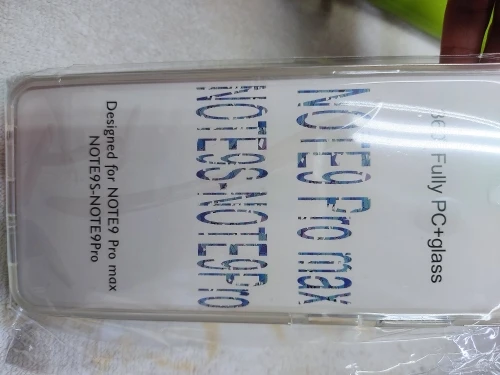 Fully PC+glass
NOTE9 Pro max
NOTE9S-NOTE9Pro
Designed for NOTE9 Pro max
NOTE9S-NOTE9Pro